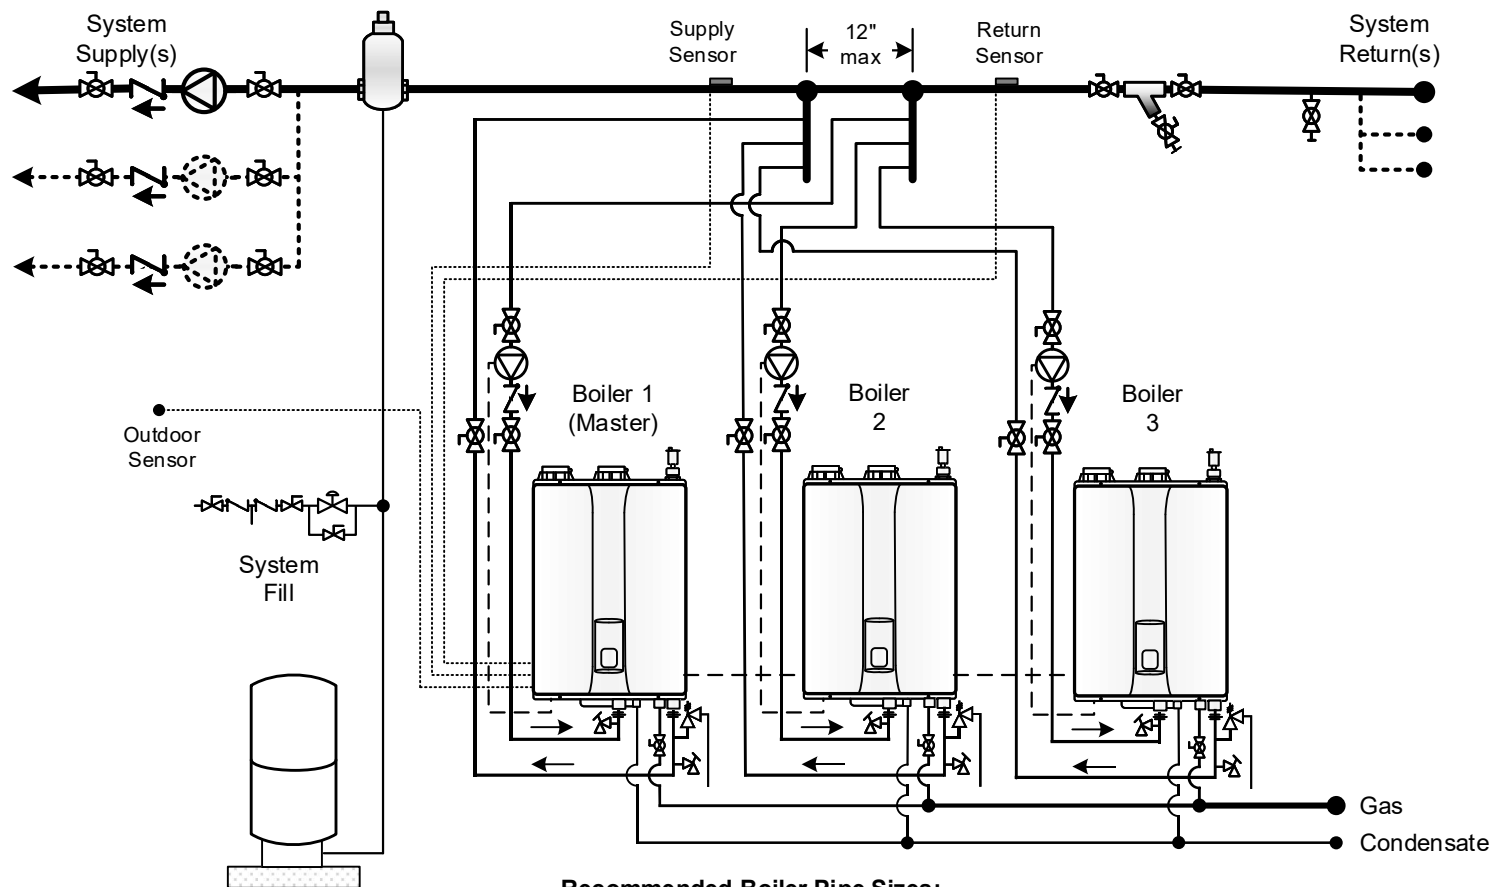 System
Supply(s)
Supply
Sensor
12"
max
Return
Sensor
System
Return(s)
Outdoor
Sensor
Boiler 1
(Master)
Boiler
2
Boiler
3
System
Fill
Gas
Condensate
Recommended Boiler Pipe Sizes: